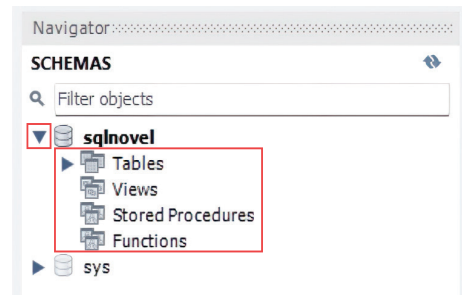 Navigator
SCHEMAS
Filter objects
sqlnovel
Tables
Views
Stored Procedures
Functions
sys